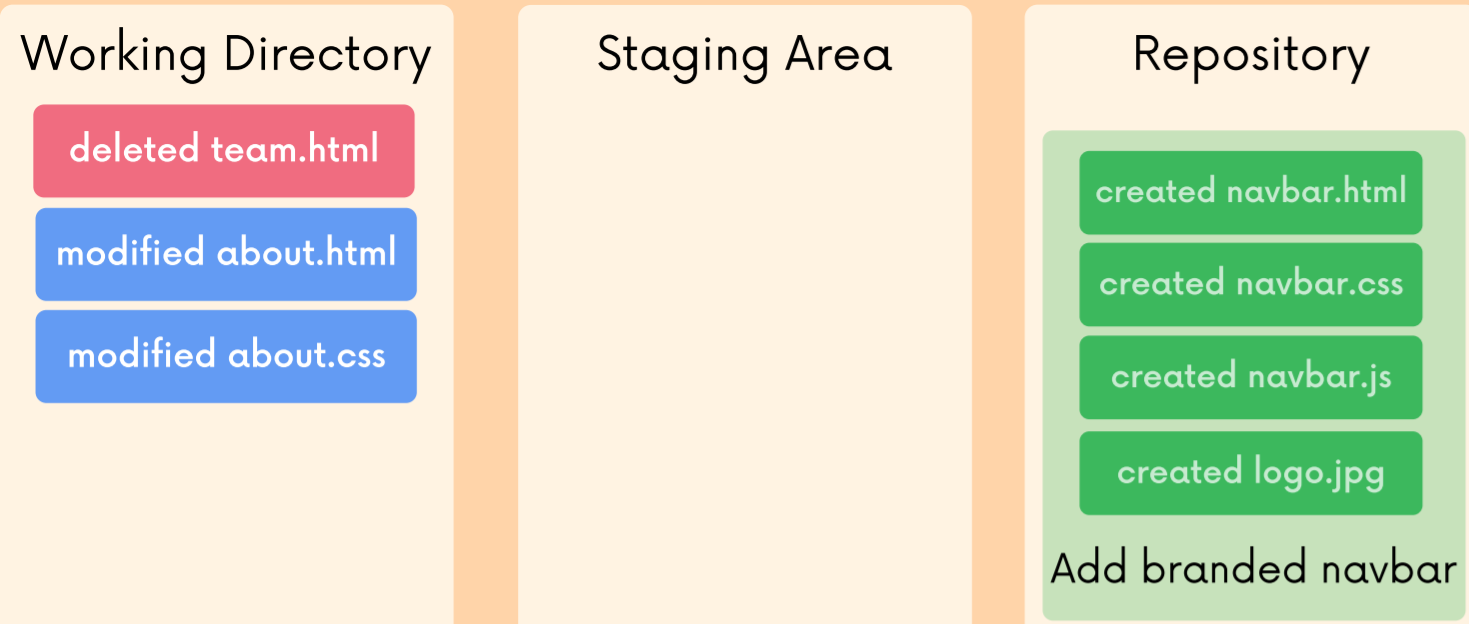 Working Directory
deleted team.html
modified about.html
modified about.css
Staging Area
Repository
created navbar.html
created navbar.css
created navbar.js
created logo.jpg
Add branded navbar